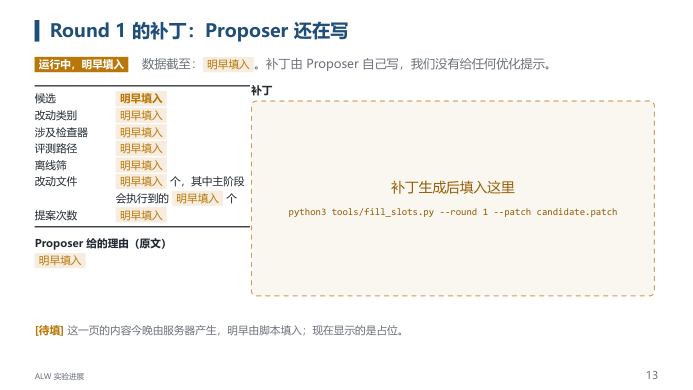 Round 1 的补丁：Proposer 还在写
运行中，明早填入 数据截至： 明早填入 。补丁由 Proposer 自己写，我们没有给任何优化提示。
候选 明早填入
改动类别 明早填入
涉及检查器 明早填入
评测路径 明早填入
离线筛 明早填入
改动文件 明早填入 个，其中主阶段
会执行到的 明早填入 个
提案次数 明早填入
Proposer 给的理由（原文）
明早填入
补丁
补丁生成后填入这里
python3 tools/fill_slots.py --round 1 --patch candidate.patch
[待填] 这一页的内容今晚由服务器产生，明早由脚本填入；现在显示的是占位。
ALW 实验进展
13